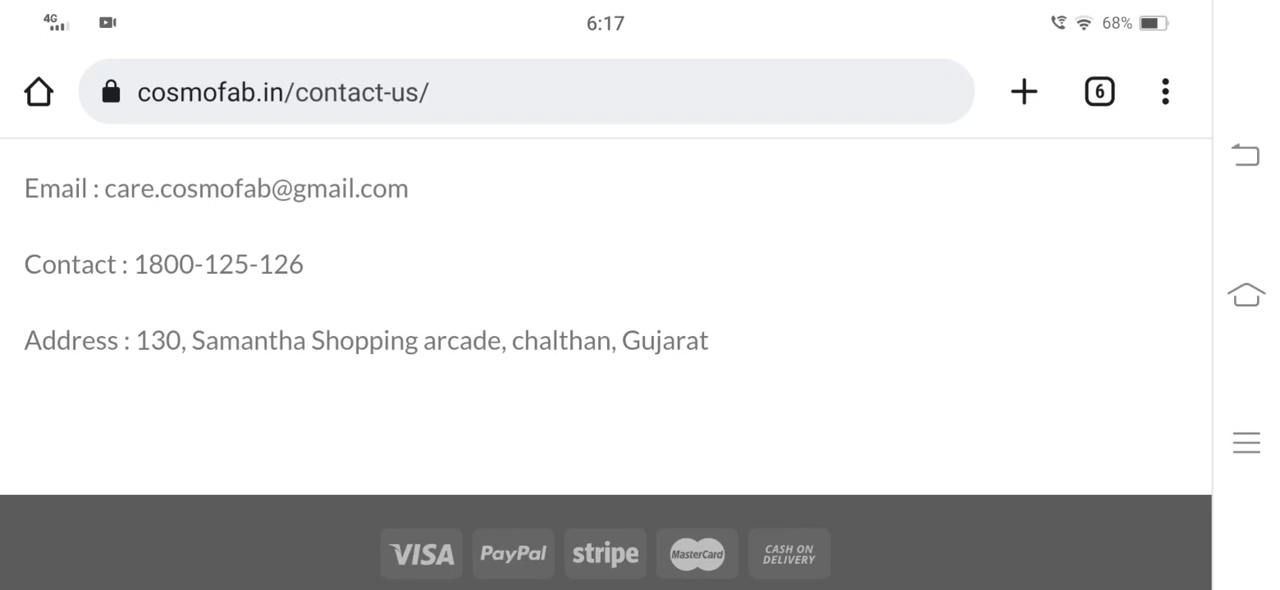 4G 6:17 68%
cosmofab.in/contact-us/ 6
Email : care.cosmofab@gmail.com
Contact : 1800-125-126
Address : 130, Samantha Shopping arcade, chalthan, Gujarat
VISA PayPal stripe MasterCard CASH ON
DELIVERY